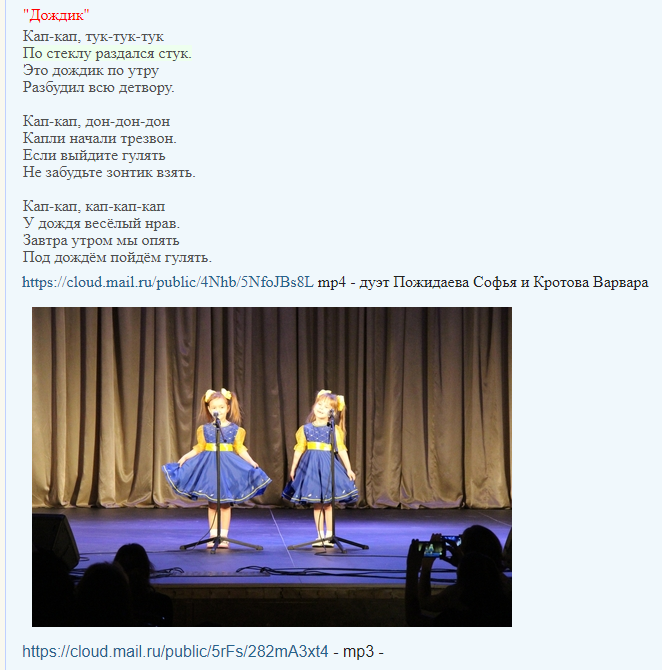 "Дождик"
Кап-кап, тук-тук-тук
По стеклу раздался стук.
Это дождик по утру
Разбудил всю детвору.
Кап-кап, дон-дон-дон
Капли начали трезвон.
Если выйдите гулять
Не забудьте зонтик взять.
Кап-кап, кап-кап-кап
У дождя весёлый нрав.
Завтра утром мы опять
Под дождём пойдём гулять.
https://cloud.mail.ru/public/4Nhb/5NfoJBs8L mp4 - дуэт Пожидаева Софья и Кротова Варвара
https://cloud.mail.ru/public/5rFs/282mA3xt4 - mp3 -